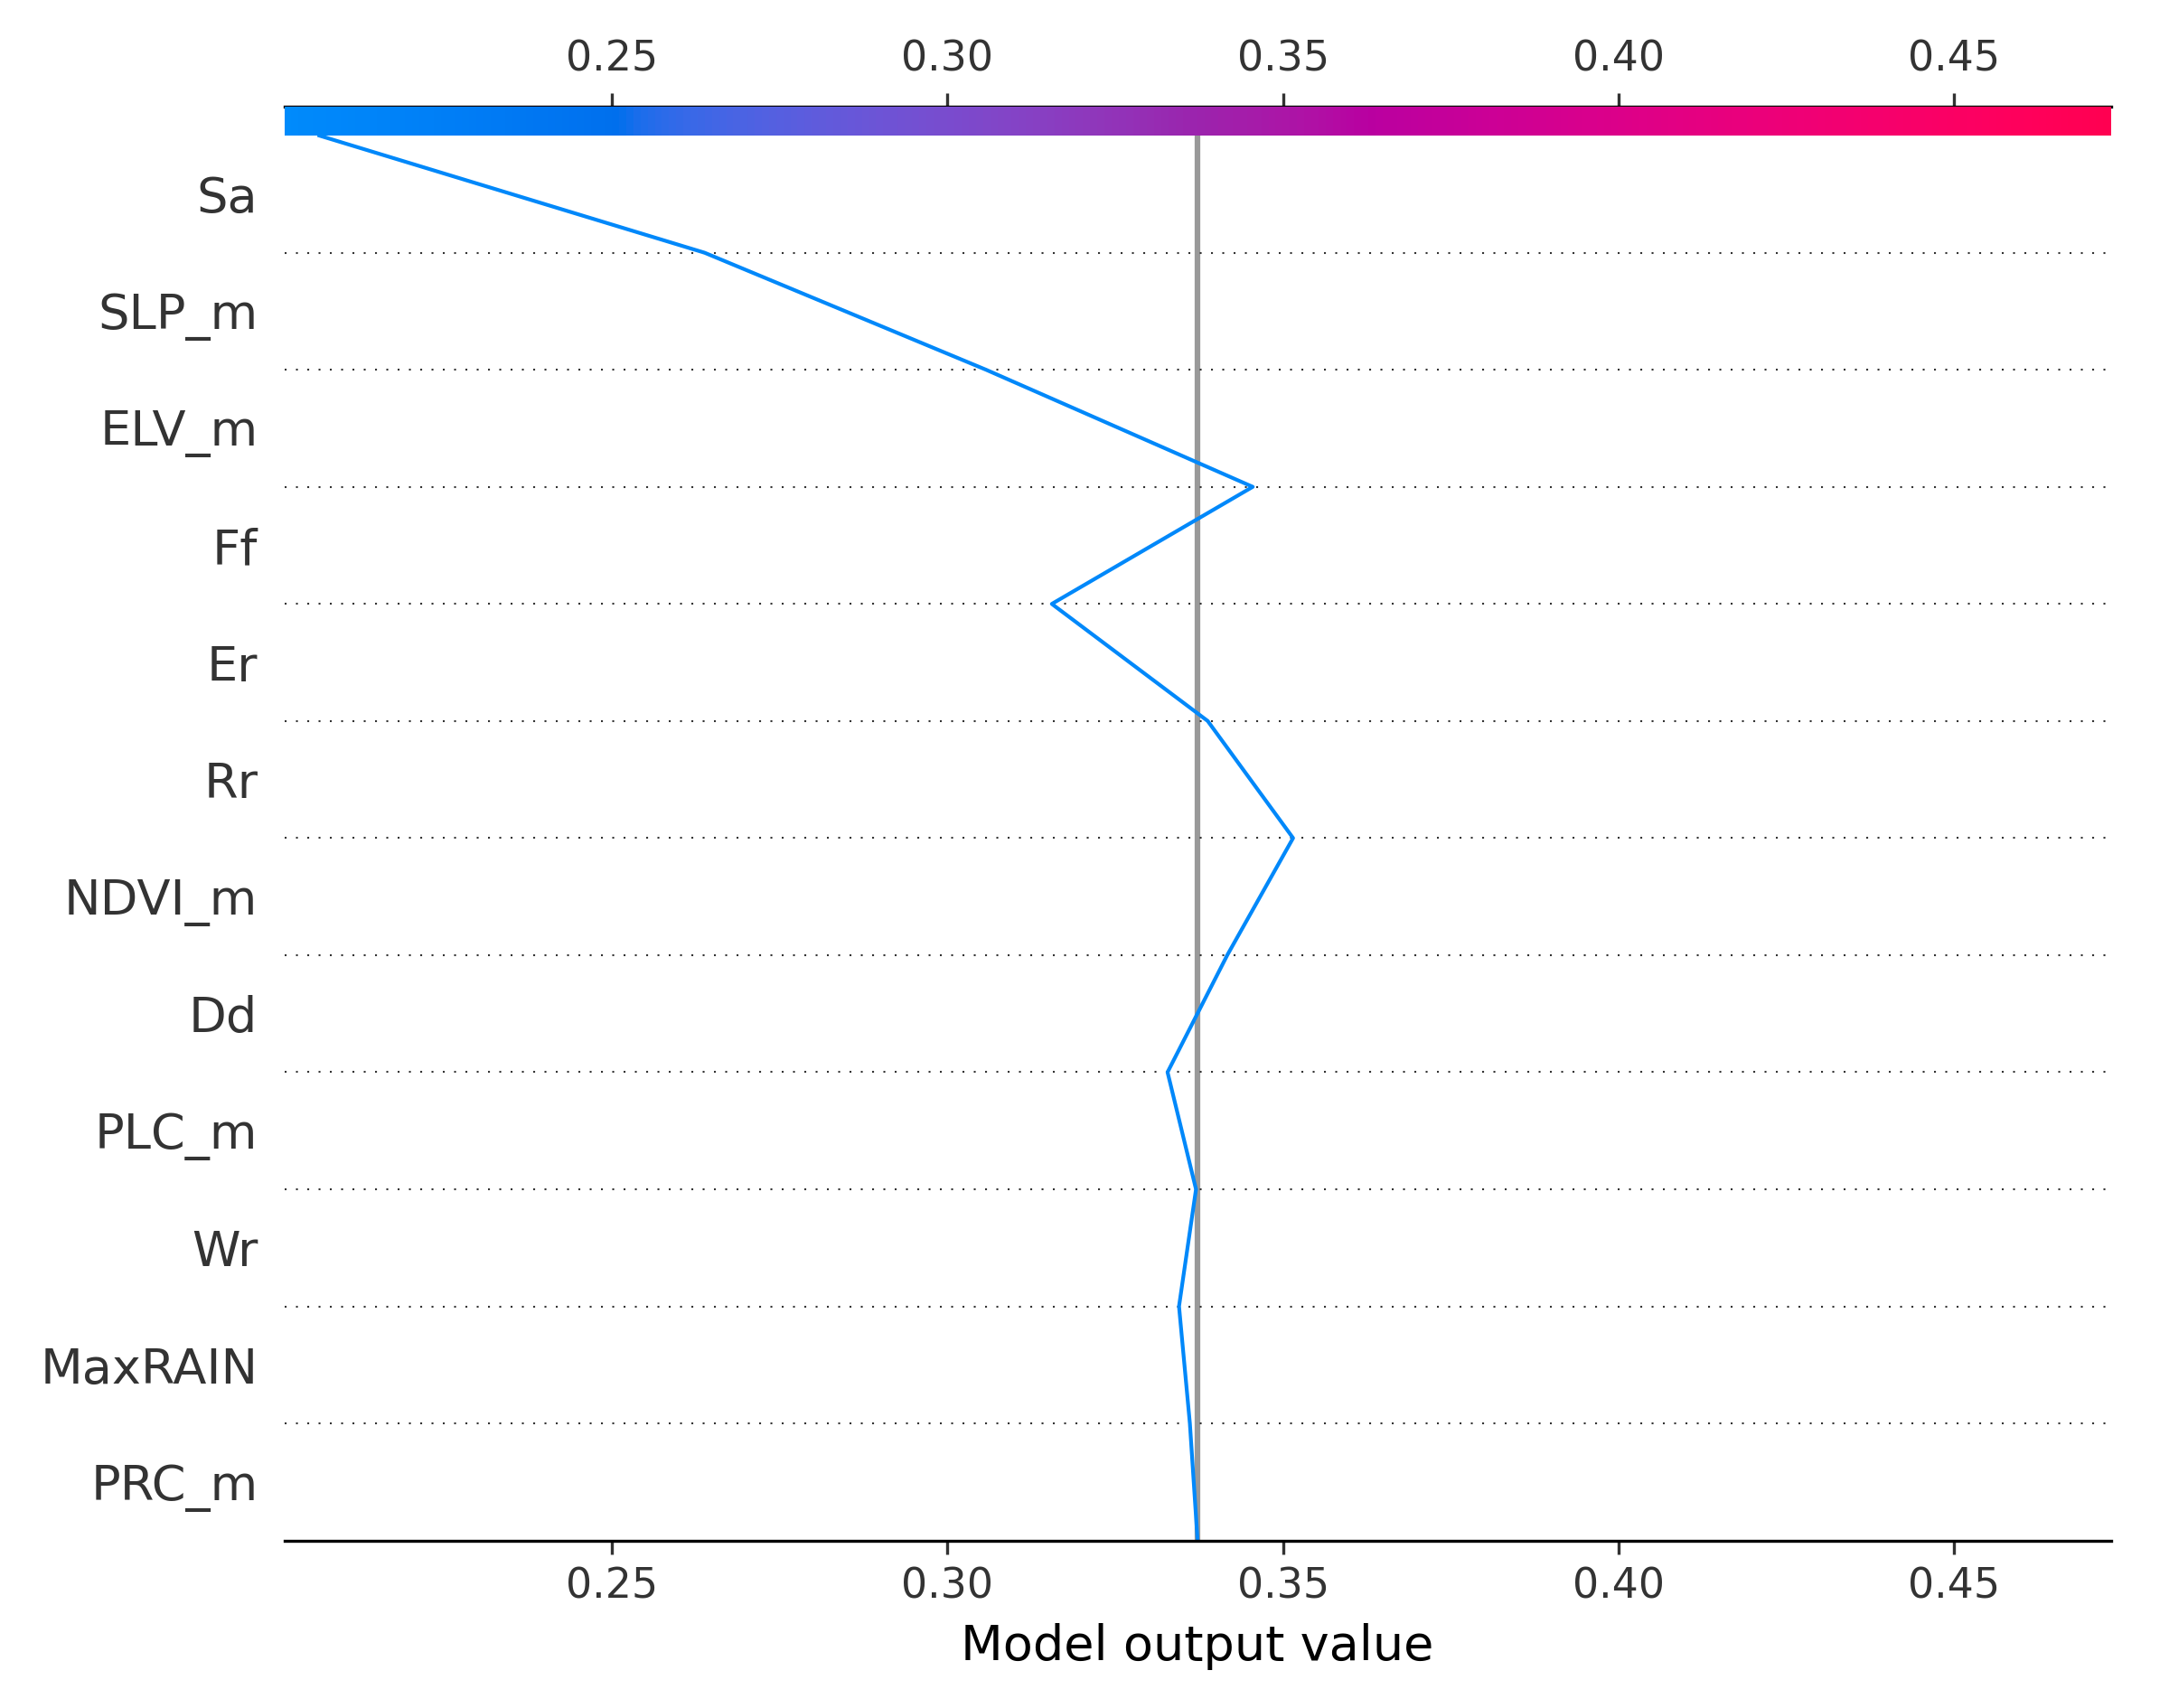 0.25 0.30 0.35 0.40 0.45
Sa
SLP_m
ELV_m
Ff
Er
Rr
NDVI_m
Dd
PLC_m
Wr
MaxRAIN
PRC_m
0.25 0.30 0.35 0.40 0.45
Model output value